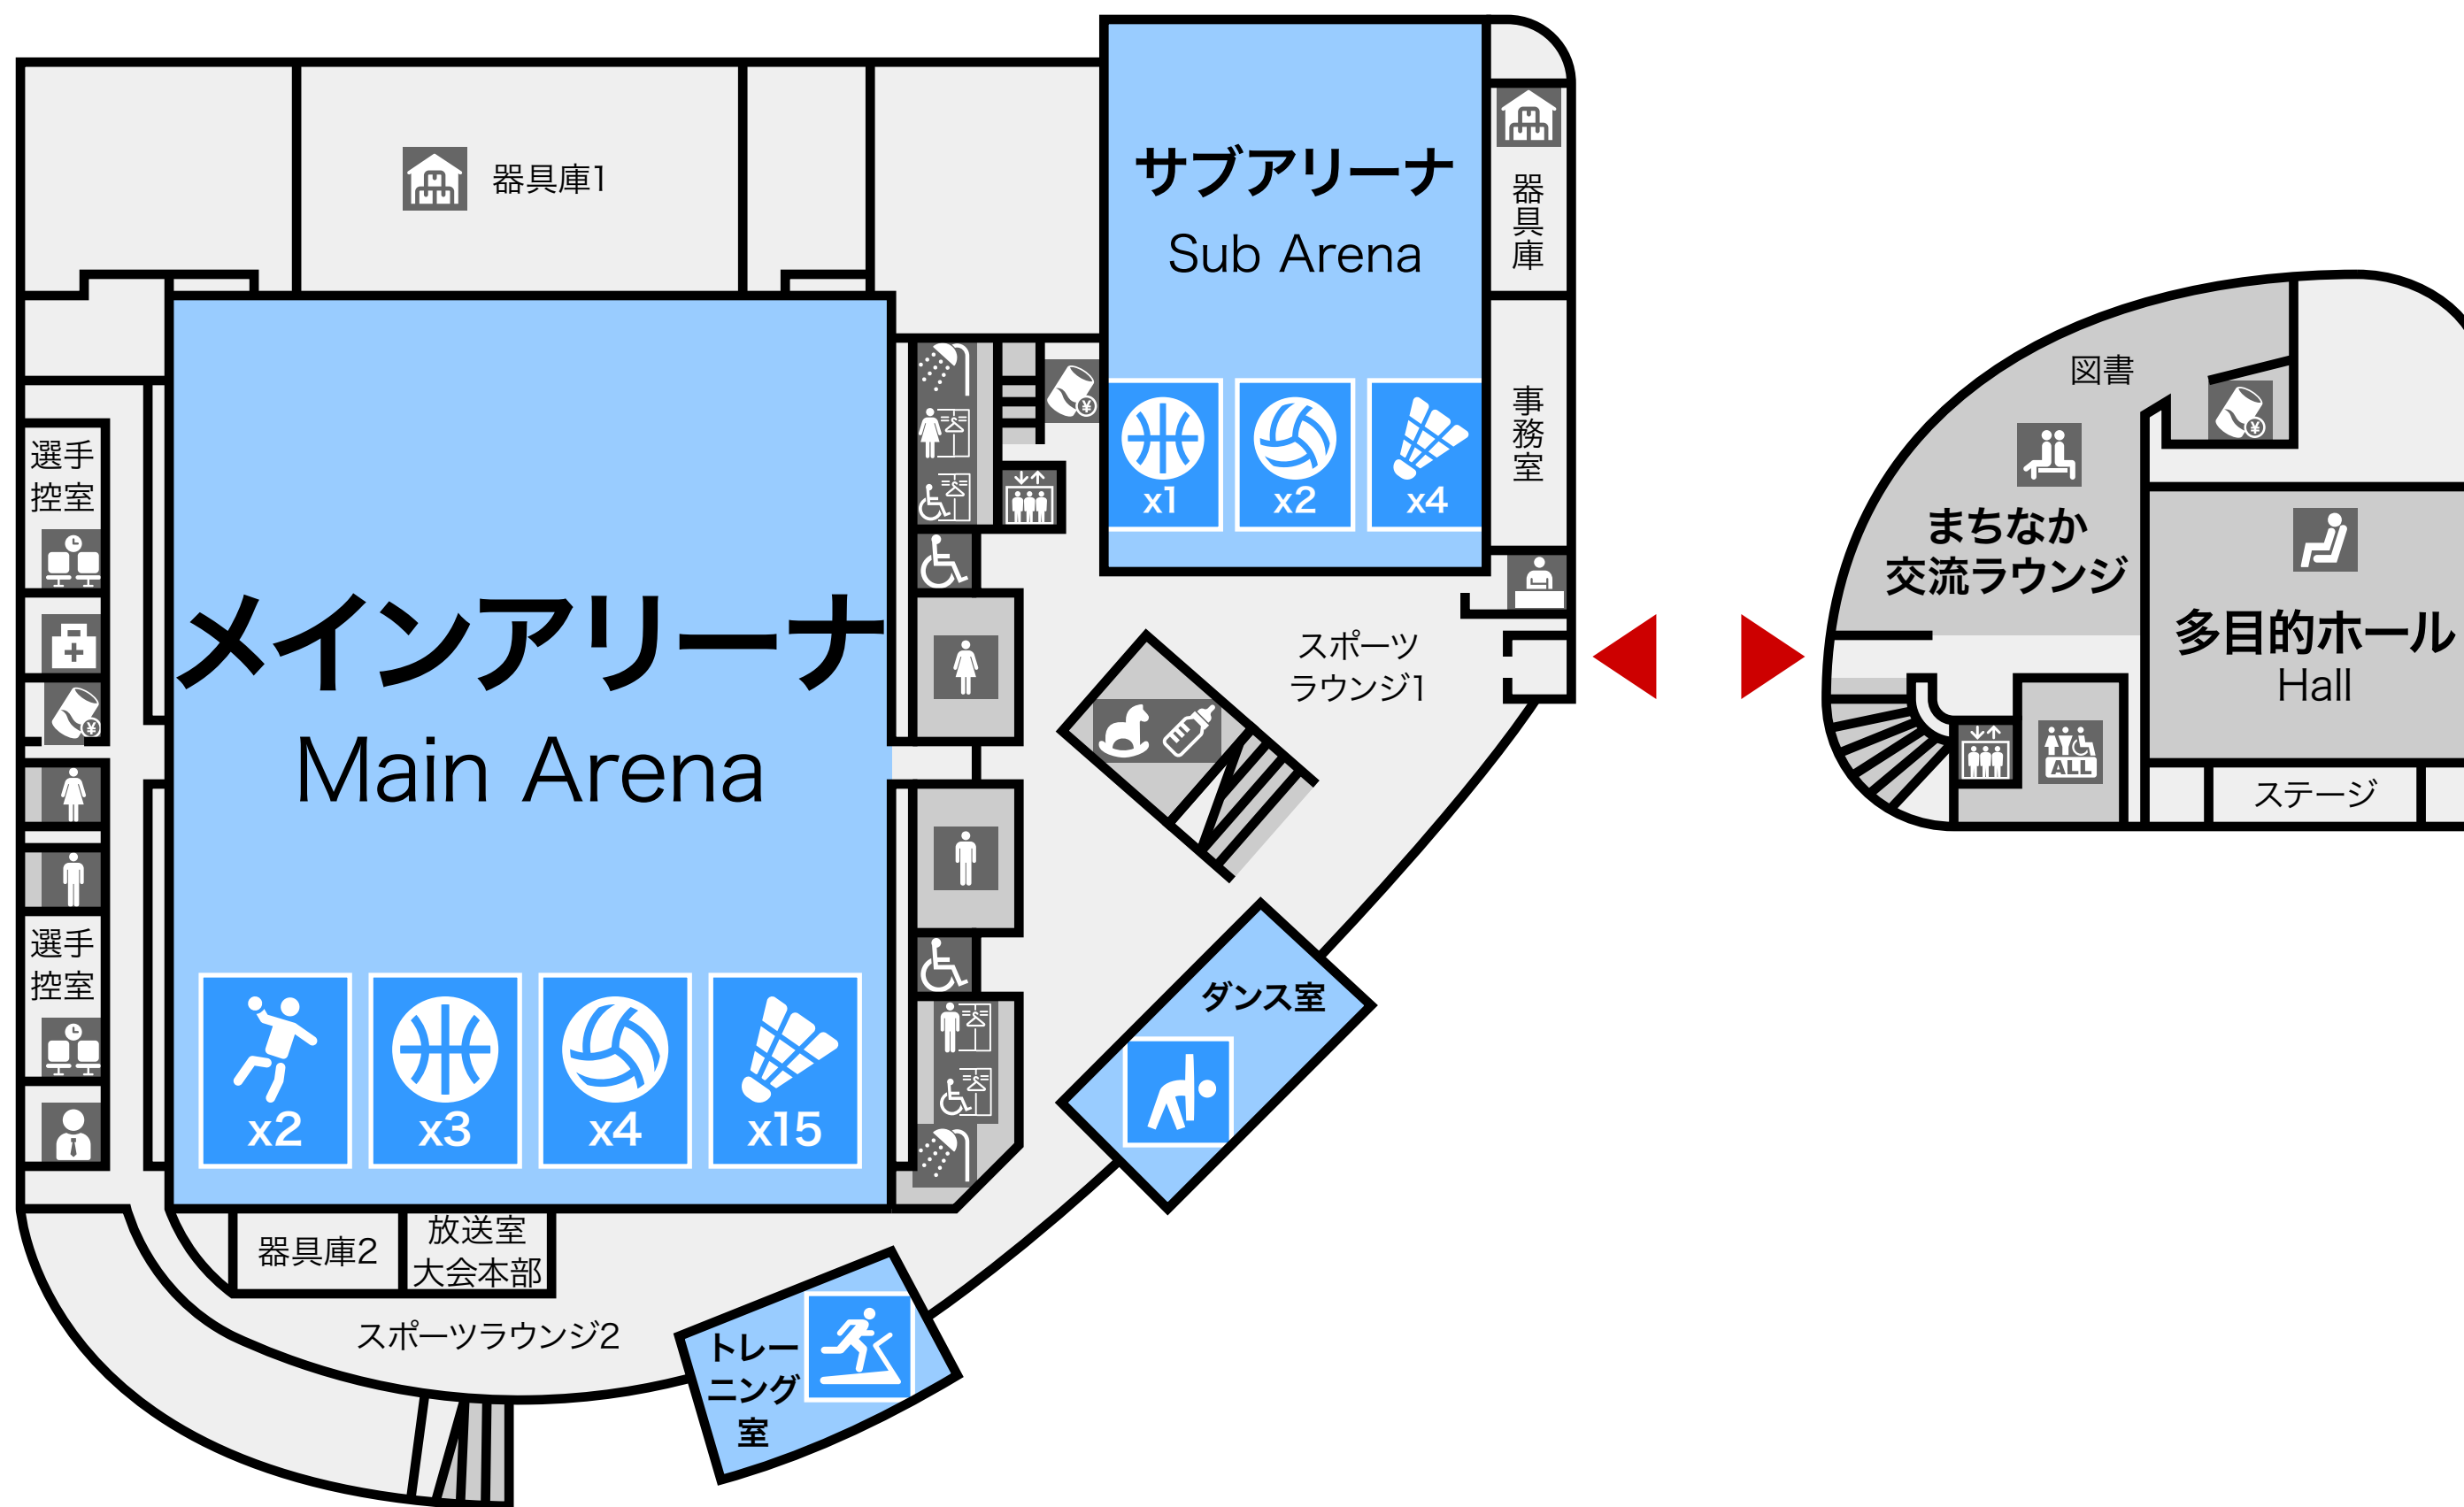 器具庫1
サブアリーナ
Sub Arena
x1
x2
x4
器具庫
事務室
¥
選手
控室
¥
メインアリーナ
Main Arena
x2
x3
x4
x15
選手
控室
スポーツ
ラウンジ1
ダンス室
器具庫2
放送室
大会本部
スポーツラウンジ2
トレー
ニング
室
図書
¥
まちなか
交流ラウンジ
多目的ホール
Hall
ALL
ステージ